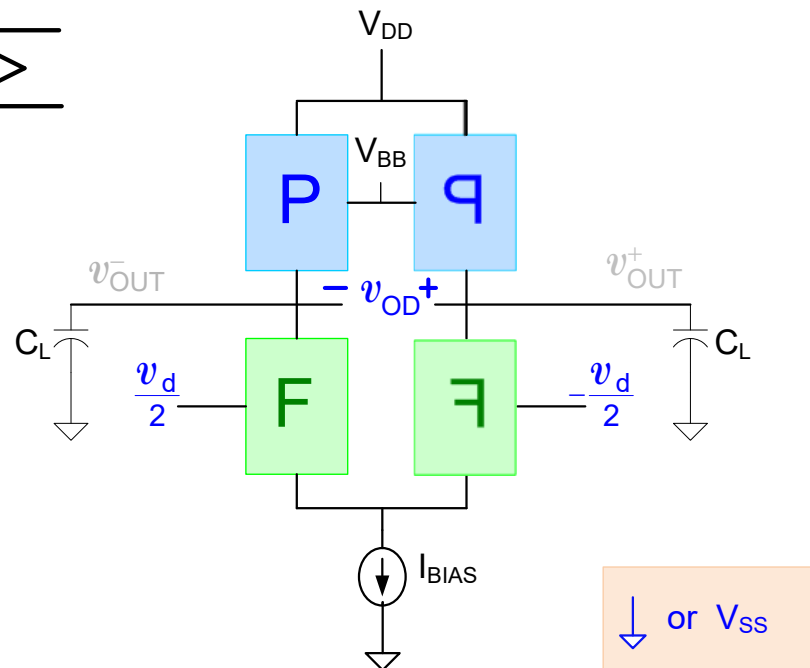 V_DD
V_BB
P
P
v⁻_OUT
− v_OD +
v⁺_OUT
C_L
C_L
v_d/2
F
F
−v_d/2
I_BIAS
or V_SS